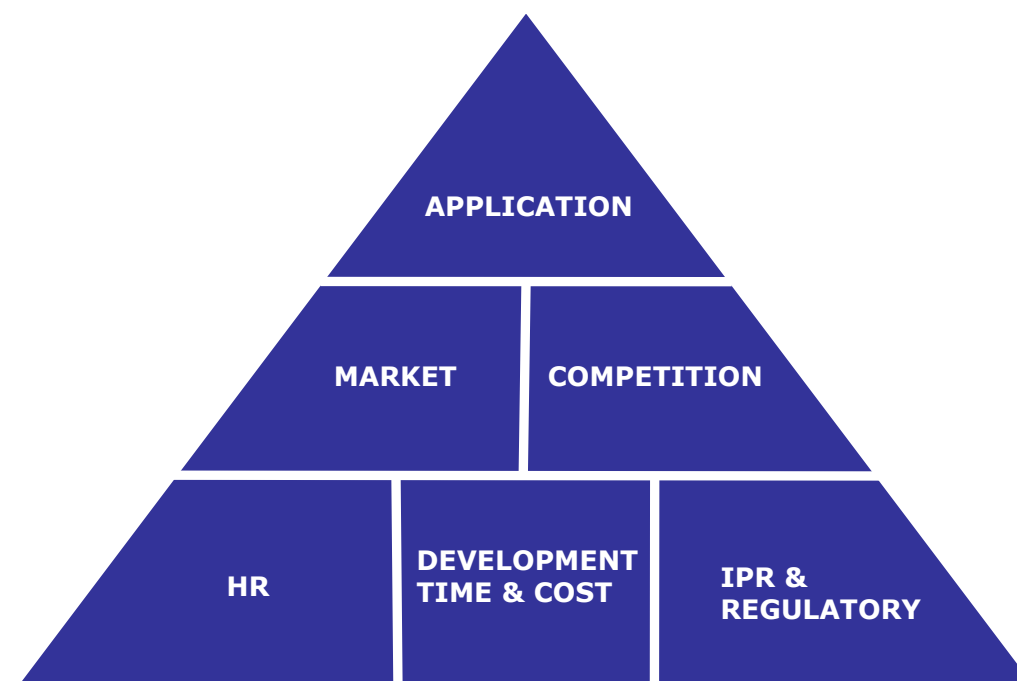 APPLICATION
MARKET
COMPETITION
HR
DEVELOPMENT
TIME & COST
IPR &
REGULATORY